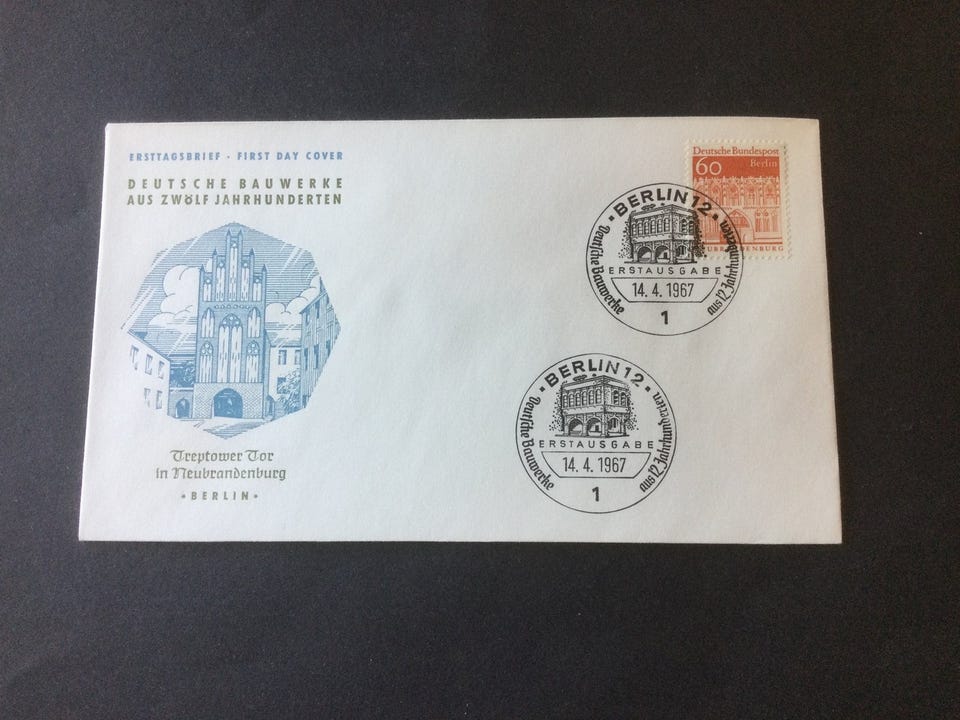 ERSTTAGSBRIEF · FIRST DAY COVER
DEUTSCHE BAUWERKE
AUS ZWÖLF JAHRHUNDERTEN
Treptower Tor
in Neubrandenburg
• BERLIN •
Deutsche Bundespost
60 Berlin
• BERLIN 12 •
ERSTAUSGABE
14. 4. 1967
1
Deutsche Bauwerke aus 12 Jahrhunderten
• BERLIN 12 •
ERSTAUSGABE
14. 4. 1967
1
Deutsche Bauwerke aus 12 Jahrhunderten